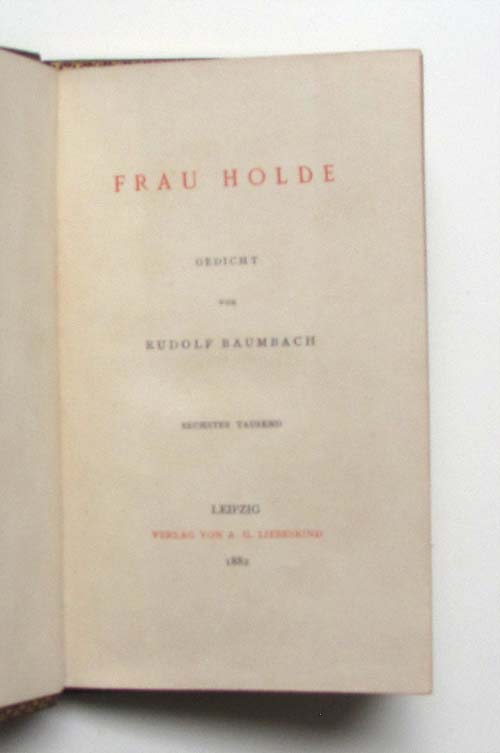 FRAU HOLDE
GEDICHT
VON
RUDOLF BAUMBACH
SECHSTES TAUSEND
LEIPZIG
VERLAG VON A. G. LIEBESKIND
1882